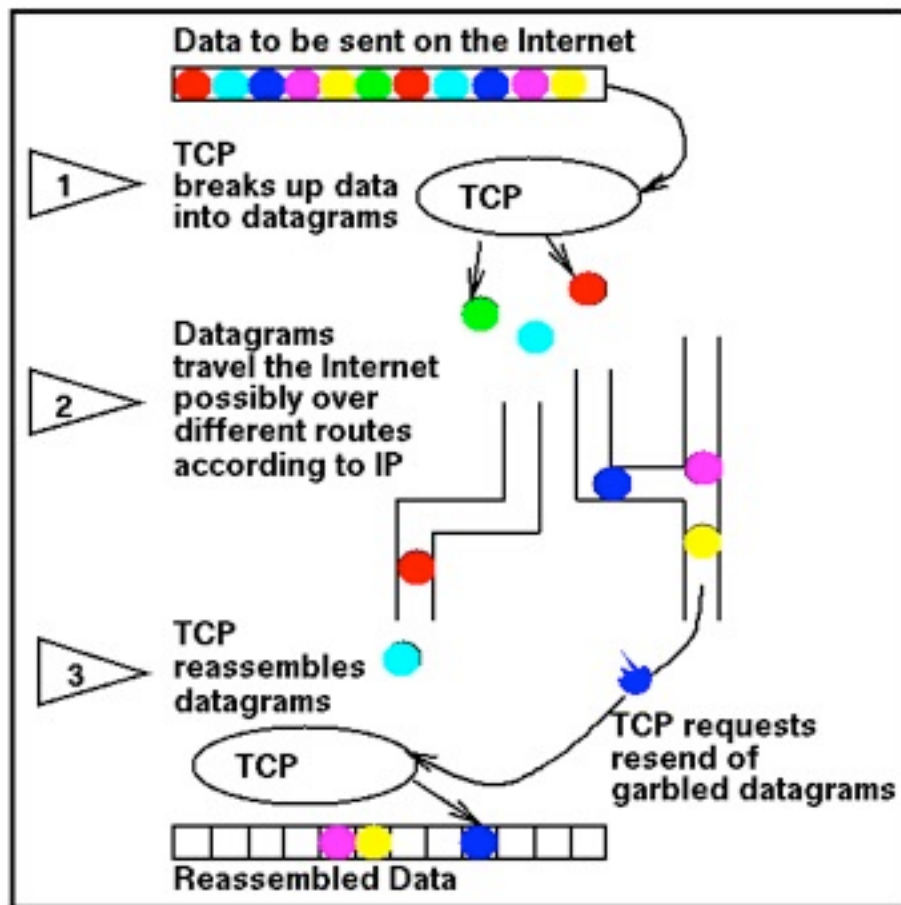 Data to be sent on the Internet
1
TCP
breaks up data
into datagrams
TCP
2
Datagrams
travel the Internet
possibly over
different routes
according to IP
3
TCP
reassembles
datagrams
TCP requests
resend of
garbled datagrams
TCP
Reassembled Data